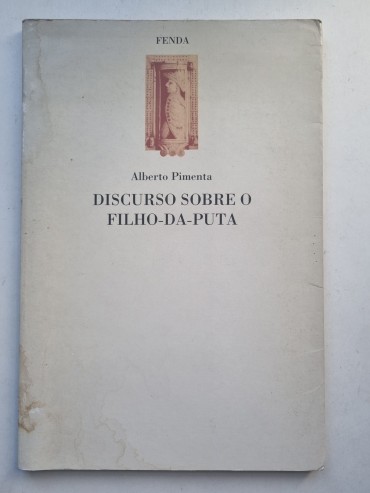 FENDA
Alberto Pimenta
DISCURSO SOBRE O
FILHO-DA-PUTA